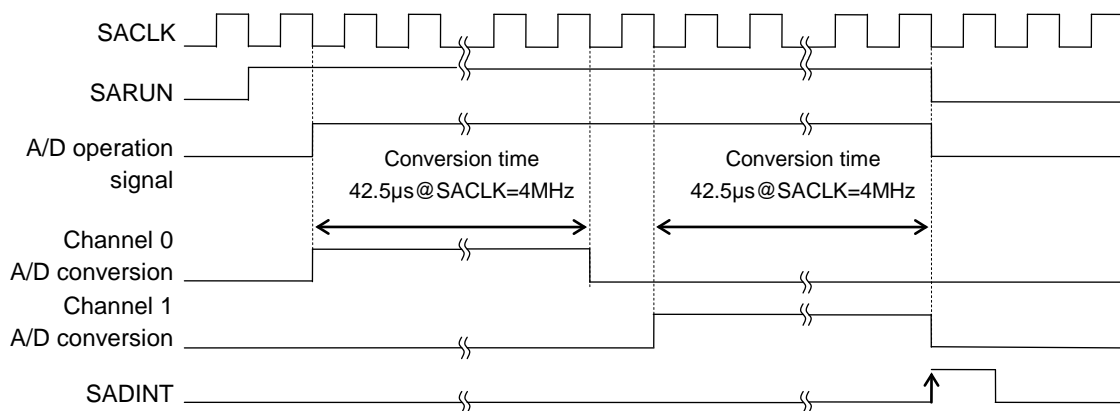 SACLK
SARUN
A/D operation
signal
Conversion time
42.5µs@SACLK=4MHz
Conversion time
42.5µs@SACLK=4MHz
Channel 0
A/D conversion
Channel 1
A/D conversion
SADINT